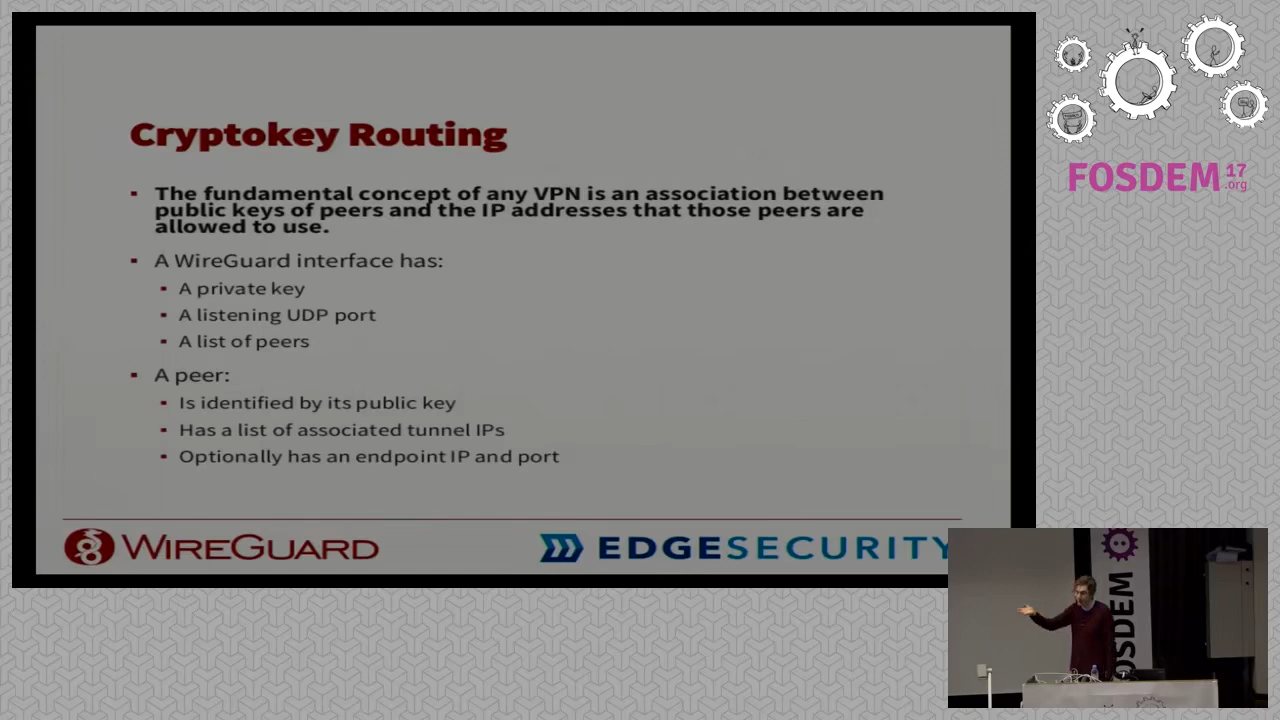 Cryptokey Routing
The fundamental concept of any VPN is an association between
public keys of peers and the IP addresses that those peers are
allowed to use.
A WireGuard interface has:
A private key
A listening UDP port
A list of peers
A peer:
Is identified by its public key
Has a list of associated tunnel IPs
Optionally has an endpoint IP and port
WIREGUARD
EDGESECURITY
FOSDEM 17
.org
FOSDEM